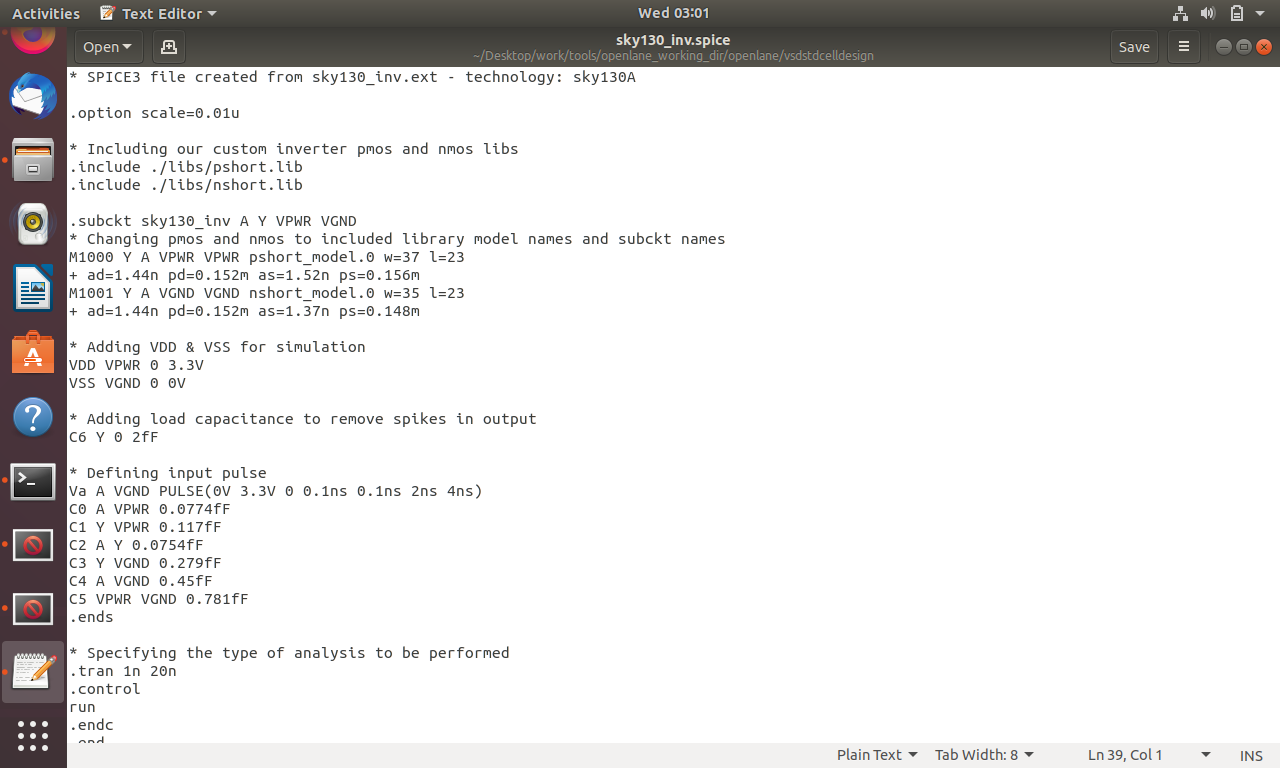 Activities
Text Editor
Wed 03:01
Open
sky130_inv.spice
~/Desktop/work/tools/openlane_working_dir/openlane/vsdstdcelldesign
Save
* SPICE3 file created from sky130_inv.ext - technology: sky130A
.option scale=0.01u
* Including our custom inverter pmos and nmos libs
.include ./libs/pshort.lib
.include ./libs/nshort.lib
.subckt sky130_inv A Y VPWR VGND
* Changing pmos and nmos to included library model names and subckt names
M1000 Y A VPWR VPWR pshort_model.0 w=37 l=23
+ ad=1.44n pd=0.152m as=1.52n ps=0.156m
M1001 Y A VGND VGND nshort_model.0 w=35 l=23
+ ad=1.44n pd=0.152m as=1.37n ps=0.148m
* Adding VDD & VSS for simulation
VDD VPWR 0 3.3V
VSS VGND 0 0V
* Adding load capacitance to remove spikes in output
C6 Y 0 2fF
* Defining input pulse
Va A VGND PULSE(0V 3.3V 0 0.1ns 0.1ns 2ns 4ns)
C0 A VPWR 0.0774fF
C1 Y VPWR 0.117fF
C2 A Y 0.0754fF
C3 Y VGND 0.279fF
C4 A VGND 0.45fF
C5 VPWR VGND 0.781fF
.ends
* Specifying the type of analysis to be performed
.tran 1n 20n
.control
run
.endc
.end
Plain Text
Tab Width: 8
Ln 39, Col 1
INS